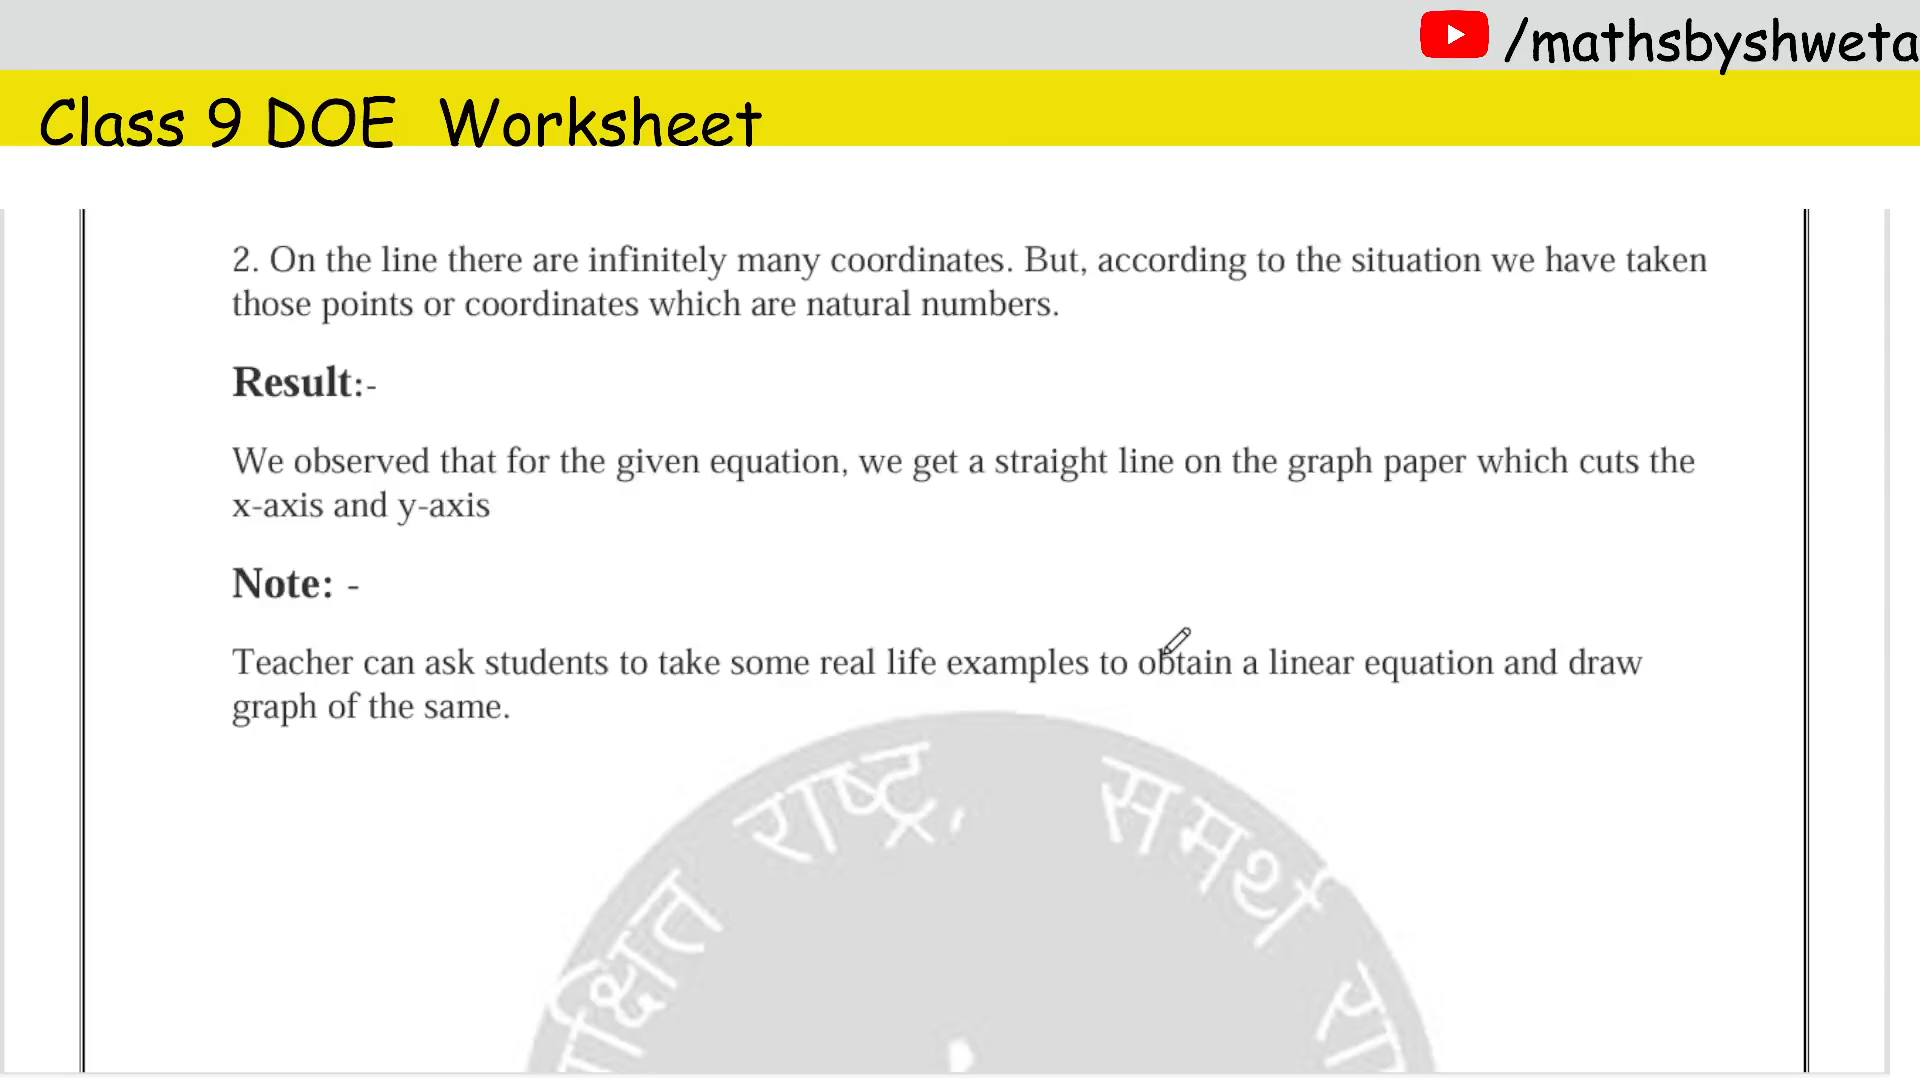 /mathsbyshweta
Class 9 DOE Worksheet
2. On the line there are infinitely many coordinates. But, according to the situation we have taken
those points or coordinates which are natural numbers.
Result:-
We observed that for the given equation, we get a straight line on the graph paper which cuts the
x-axis and y-axis
Note: -
Teacher can ask students to take some real life examples to obtain a linear equation and draw
graph of the same.
राष्ट्र, समर्थ